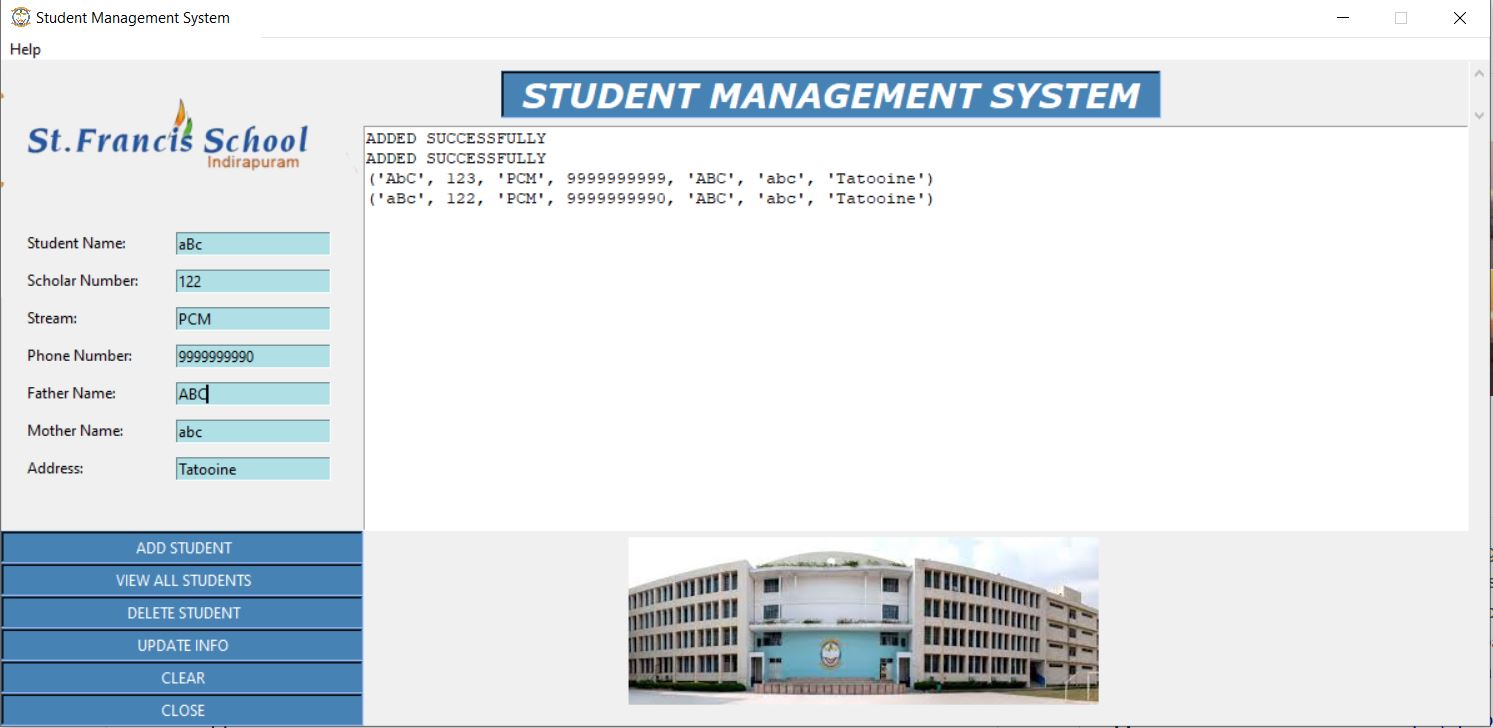 Student Management System
Help
STUDENT MANAGEMENT SYSTEM
St.Francis School
Indirapuram
ADDED SUCCESSFULLY
ADDED SUCCESSFULLY
('AbC', 123, 'PCM', 9999999999, 'ABC', 'abc', 'Tatooine')
('aBc', 122, 'PCM', 9999999990, 'ABC', 'abc', 'Tatooine')
Student Name: aBc
Scholar Number: 122
Stream: PCM
Phone Number: 9999999990
Father Name: ABC
Mother Name: abc
Address: Tatooine
ADD STUDENT
VIEW ALL STUDENTS
DELETE STUDENT
UPDATE INFO
CLEAR
CLOSE